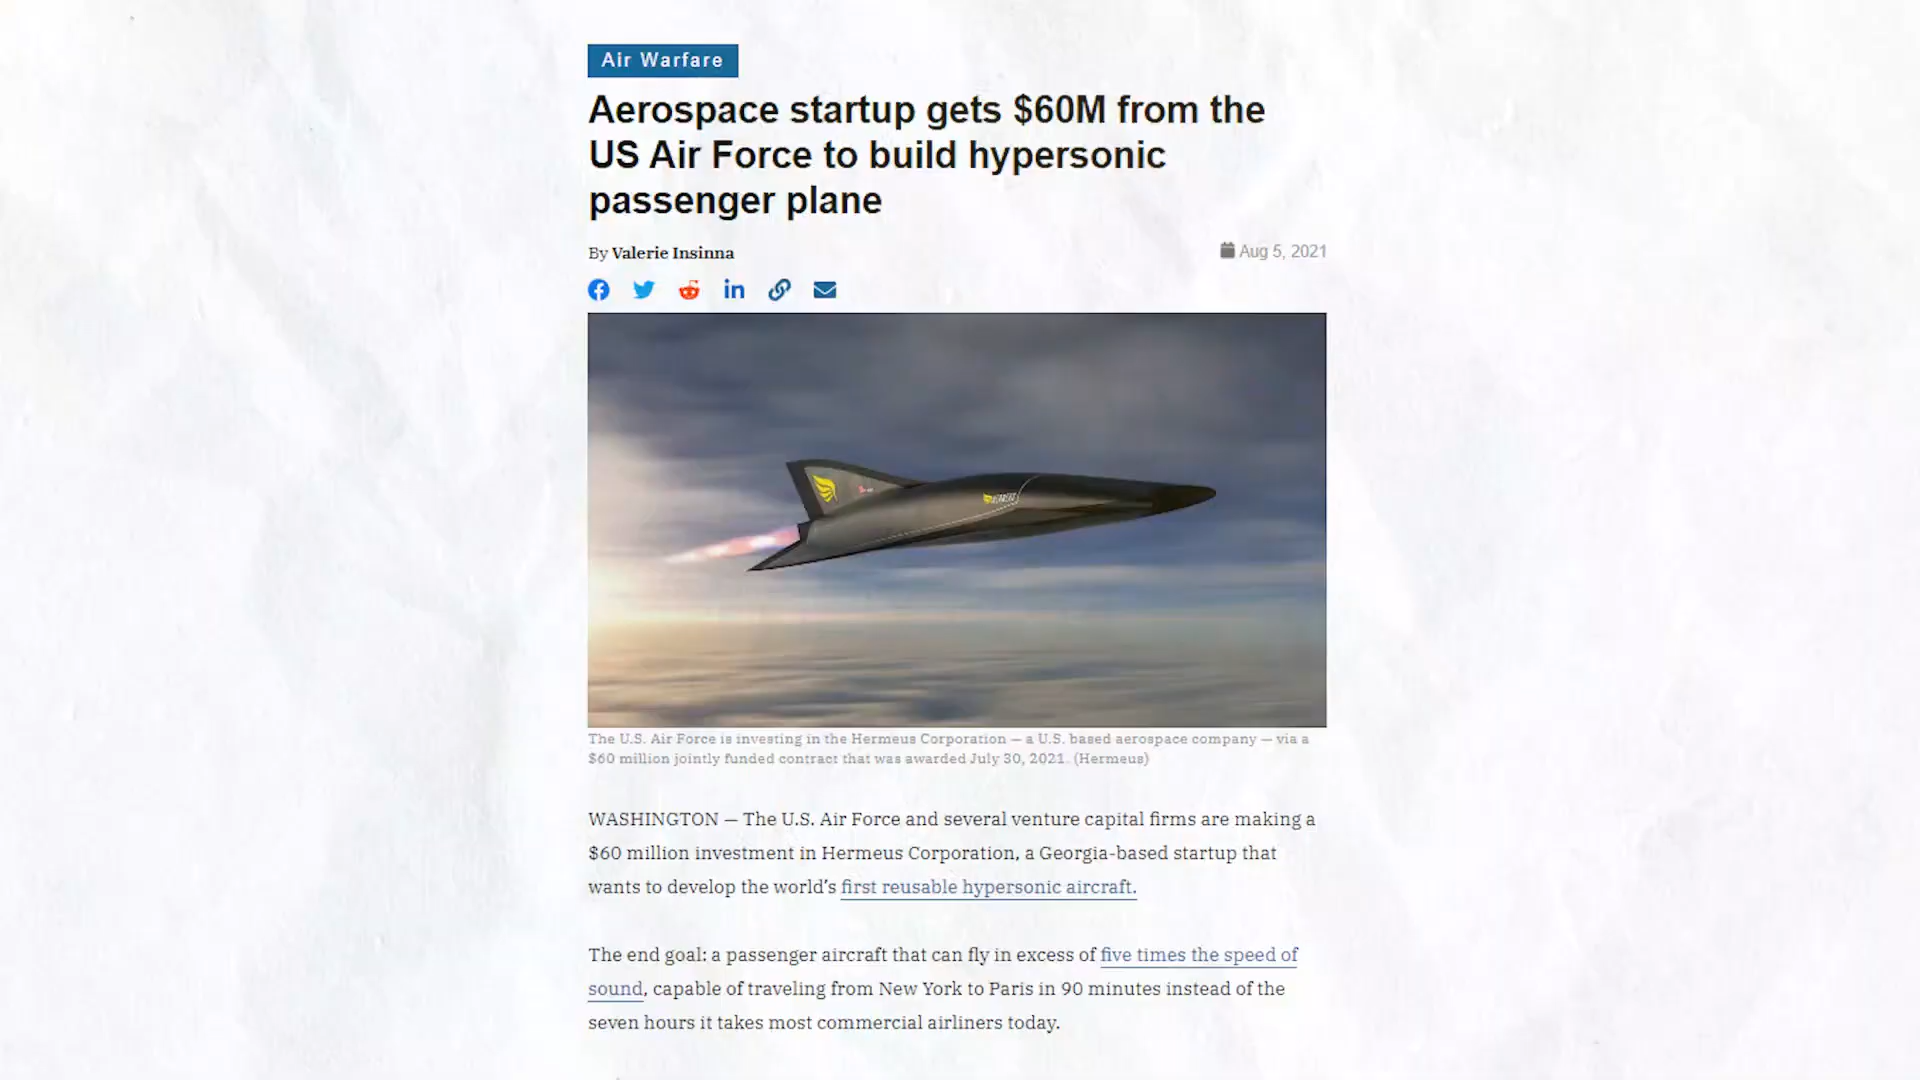 Air Warfare
Aerospace startup gets $60M from the
US Air Force to build hypersonic
passenger plane
By Valerie Insinna
Aug 5, 2021
The U.S. Air Force is investing in the Hermeus Corporation — a U.S. based aerospace company — via a
$60 million jointly funded contract that was awarded July 30, 2021. (Hermeus)
WASHINGTON — The U.S. Air Force and several venture capital firms are making a
$60 million investment in Hermeus Corporation, a Georgia-based startup that
wants to develop the world’s first reusable hypersonic aircraft.
The end goal: a passenger aircraft that can fly in excess of five times the speed of
sound, capable of traveling from New York to Paris in 90 minutes instead of the
seven hours it takes most commercial airliners today.